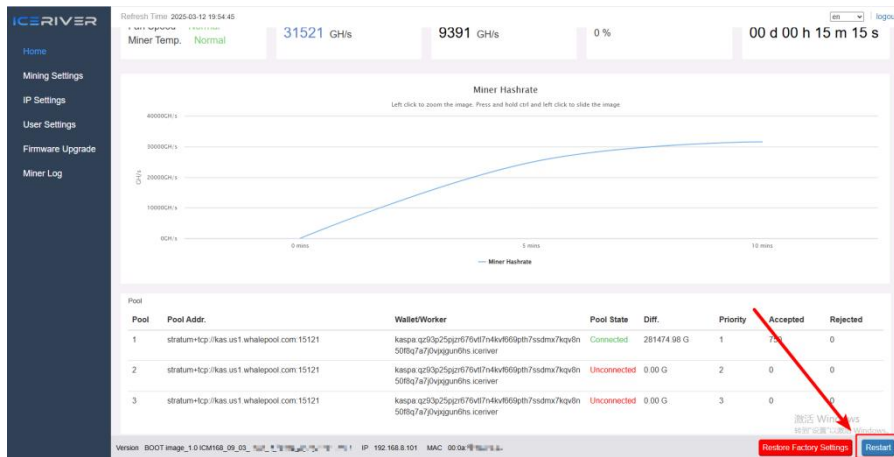 ICERIVER
Refresh Time 2025-03-12 19:54:45
en
logou
Home
Mining Settings
IP Settings
User Settings
Firmware Upgrade
Miner Log
Miner Temp. Normal
31521 GH/s
9391 GH/s
0 %
00 d 00 h 15 m 15 s
Miner Hashrate
Left click to zoom the image. Press and hold ctrl and left click to slide the image
GH/s
40000GH/s
30000GH/s
20000GH/s
10000GH/s
0GH/s
0 mins 5 mins 10 mins
Miner Hashrate
Pool
Pool Pool Addr. Wallet/Worker Pool State Diff. Priority Accepted Rejected
1 stratum+tcp://kas.us1.whalepool.com:15121 kaspa:qz93p25pjzr676vtl7n4kvf669pth7ssdmx7kqv8n Connected 281474.98 G 1 0
50f8q7a7j0vpjqgun6hs.iceriver
2 stratum+tcp://kas.us1.whalepool.com:15121 kaspa:qz93p25pjzr676vtl7n4kvf669pth7ssdmx7kqv8n Unconnected 0.00 G 2 0 0
50f8q7a7j0vpjqgun6hs.iceriver
3 stratum+tcp://kas.us1.whalepool.com:15121 kaspa:qz93p25pjzr676vtl7n4kvf669pth7ssdmx7kqv8n Unconnected 0.00 G 3 0 0
50f8q7a7j0vpjqgun6hs.iceriver
激活 Windows
Version BOOT image_1.0 ICM168_09_03_ IP 192.168.8.101 MAC 00:0a:
Restore Factory Settings
Restart